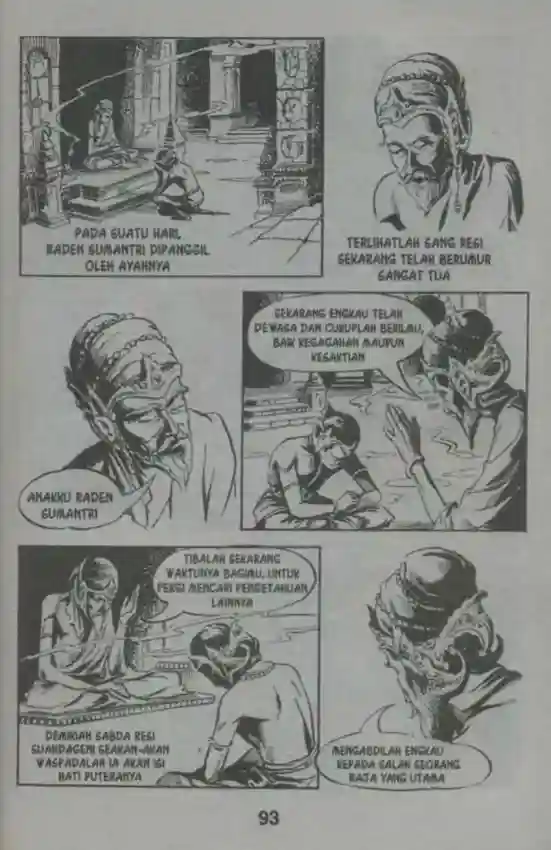 PADA SUATU HARI,
RADEN SUMANTRI DIPANGGIL
OLEH AYAHNYA
TERLIHATLAH SANG RESI
SEKARANG TELAH BERUMUR
SANGAT TUA
ANAKKU RADEN
SUMANTRI
SEKARANG ENGKAU TELAH
DEWASA DAN CUKUPLAH BERILMU,
BAIK KEGAGAHAN MAUPUN
KESAKTIAN
TIBALAH SEKARANG
WAKTUNYA BAGIMU, UNTUK
PERGI MENCARI PENGETAHUAN
LAINNYA
DEMIKIAN SABDA RESI
SUANDAGENI SEAKAN-AKAN
WASPADALAH IA AKAN ISI
HATI PUTERANYA
MENGABDILAH ENGKAU
KEPADA SALAH SEORANG
RAJA YANG UTAMA
93